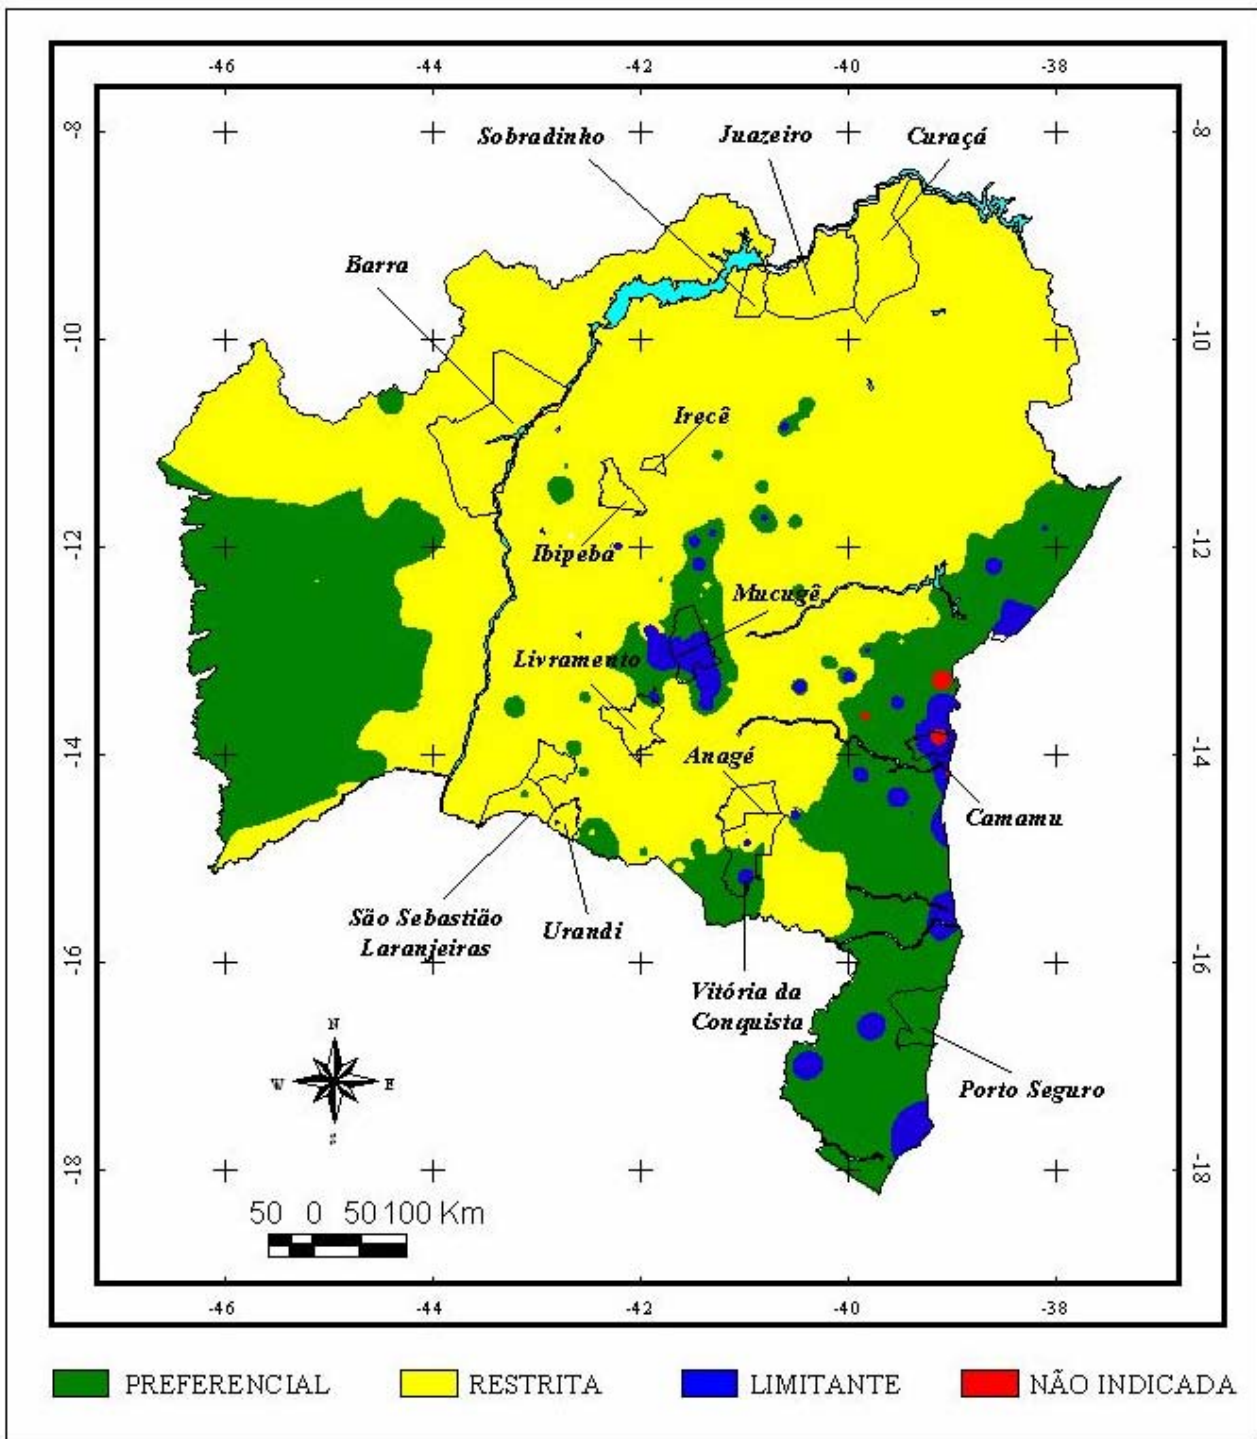 -46 -44 -42 -40 -38
-8 -8
Sobradinho Juazeiro Curaçá
Barra
-10 -10
Irecê
-12 -12
Ibipeba
Mucugê
Livramento
-14 -14
Anagé
Camamu
São Sebastião
Laranjeiras
Urandi
-16 -16
Vitória da
Conquista
N
W E
S
Porto Seguro
-18 -18
50 0 50 100 Km
-46 -44 -42 -40 -38
PREFERENCIAL RESTRITA LIMITANTE NÃO INDICADA